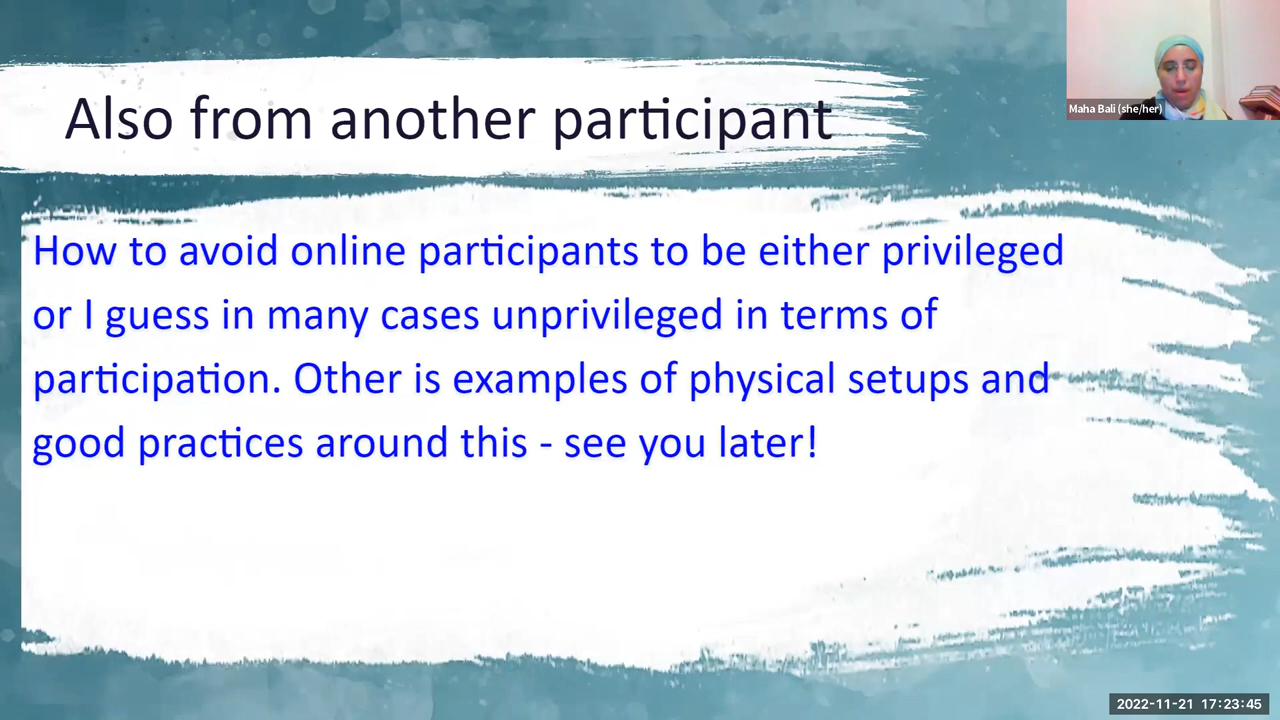 Also from another participant
Maha Bali (she/her)
How to avoid online participants to be either privileged
or I guess in many cases unprivileged in terms of
participation. Other is examples of physical setups and
good practices around this - see you later!
2022-11-21 17:23:45